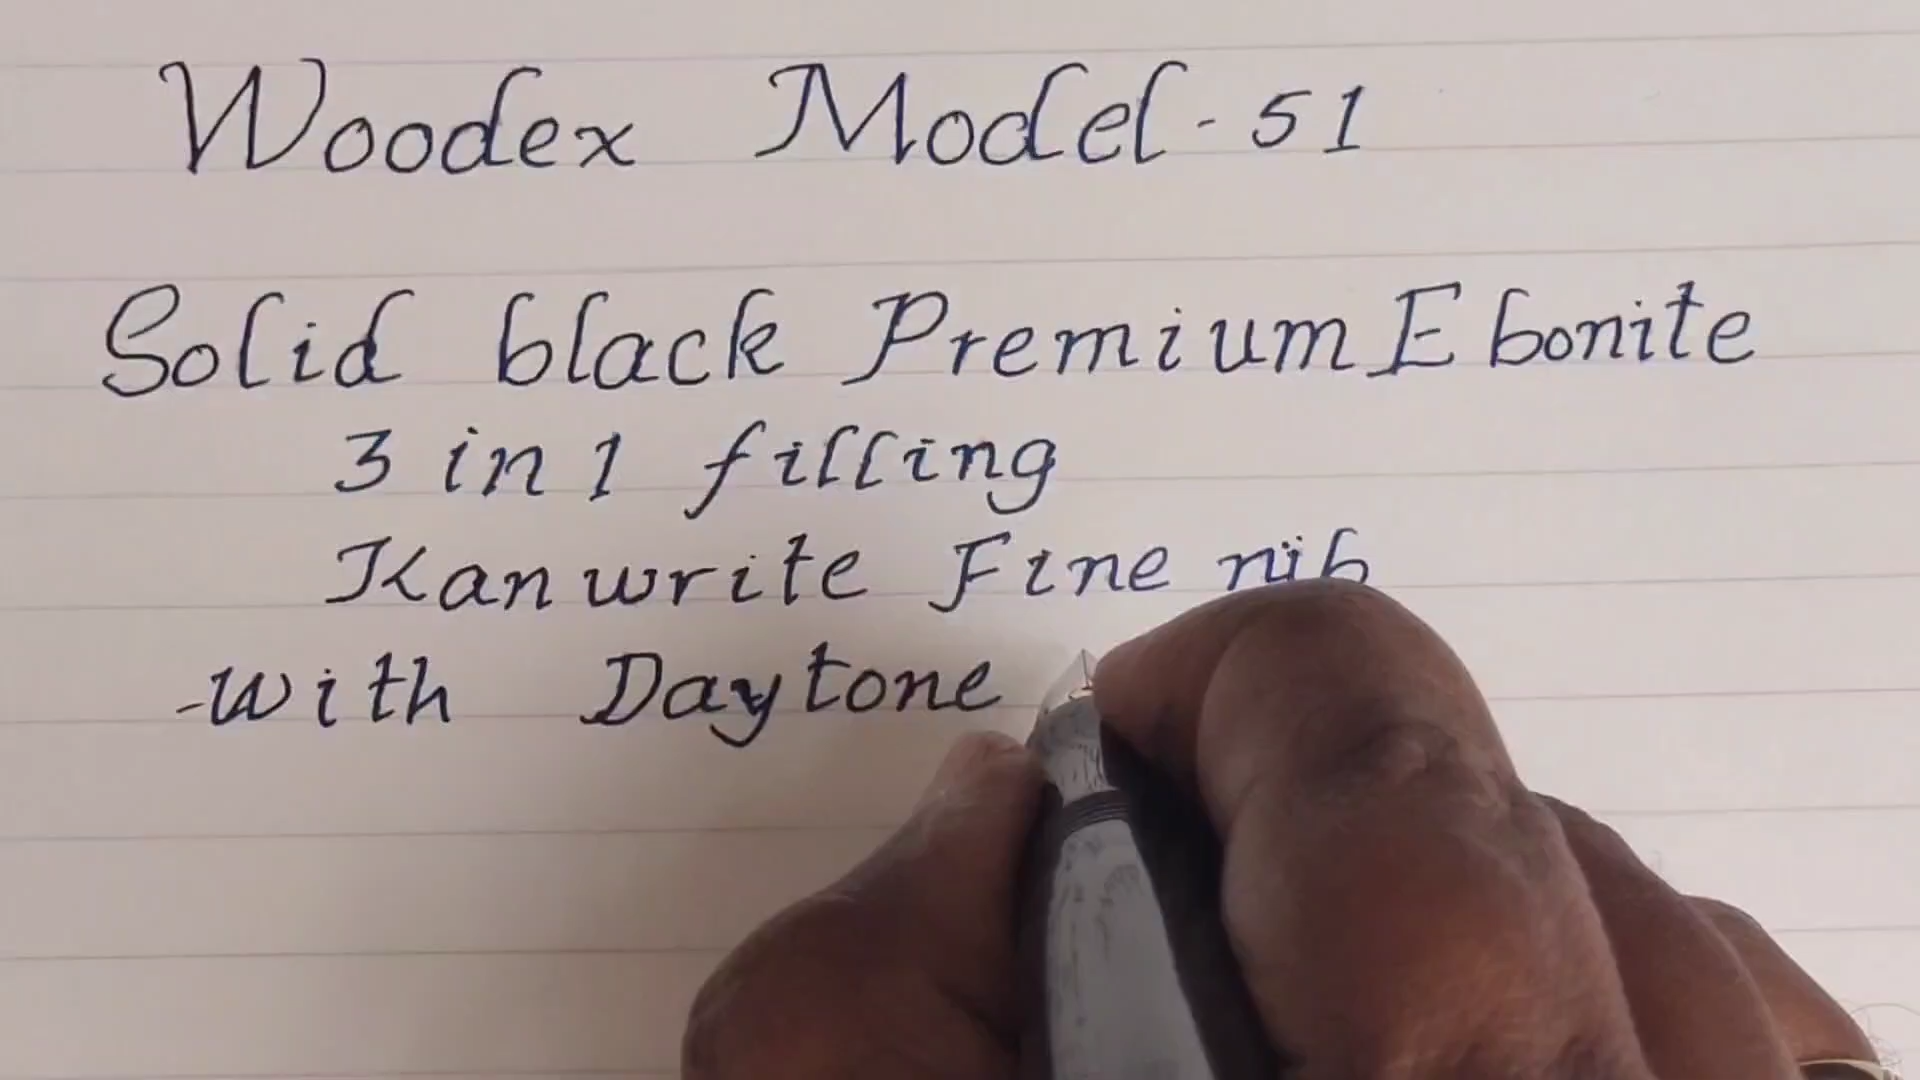 Woodex Model-51
Solid black Premium Ebonite
3 in 1 filling
Kanwrite Fine nib
-with Daytone